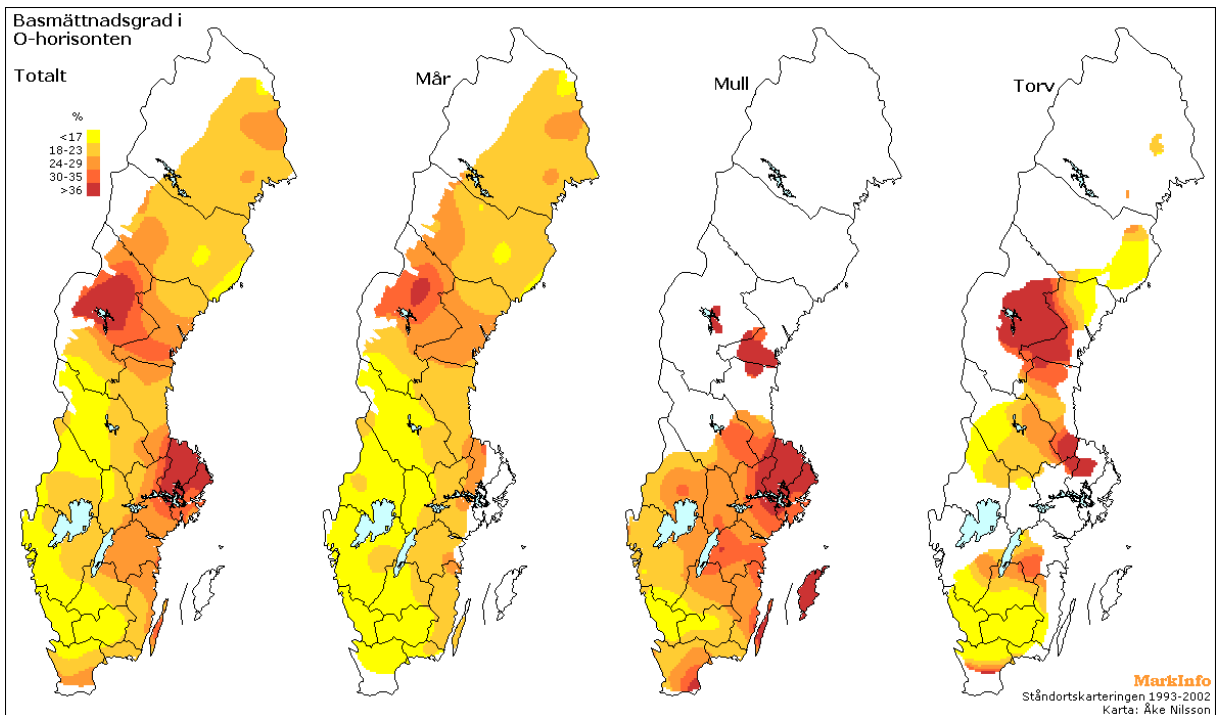 Basmättnadsgrad i
O-horisonten
Totalt
Mår
Mull
Torv
%
<17
18-23
24-29
30-35
>36
MarkInfo
Ståndortskarteringen 1993-2002
Karta: Åke Nilsson